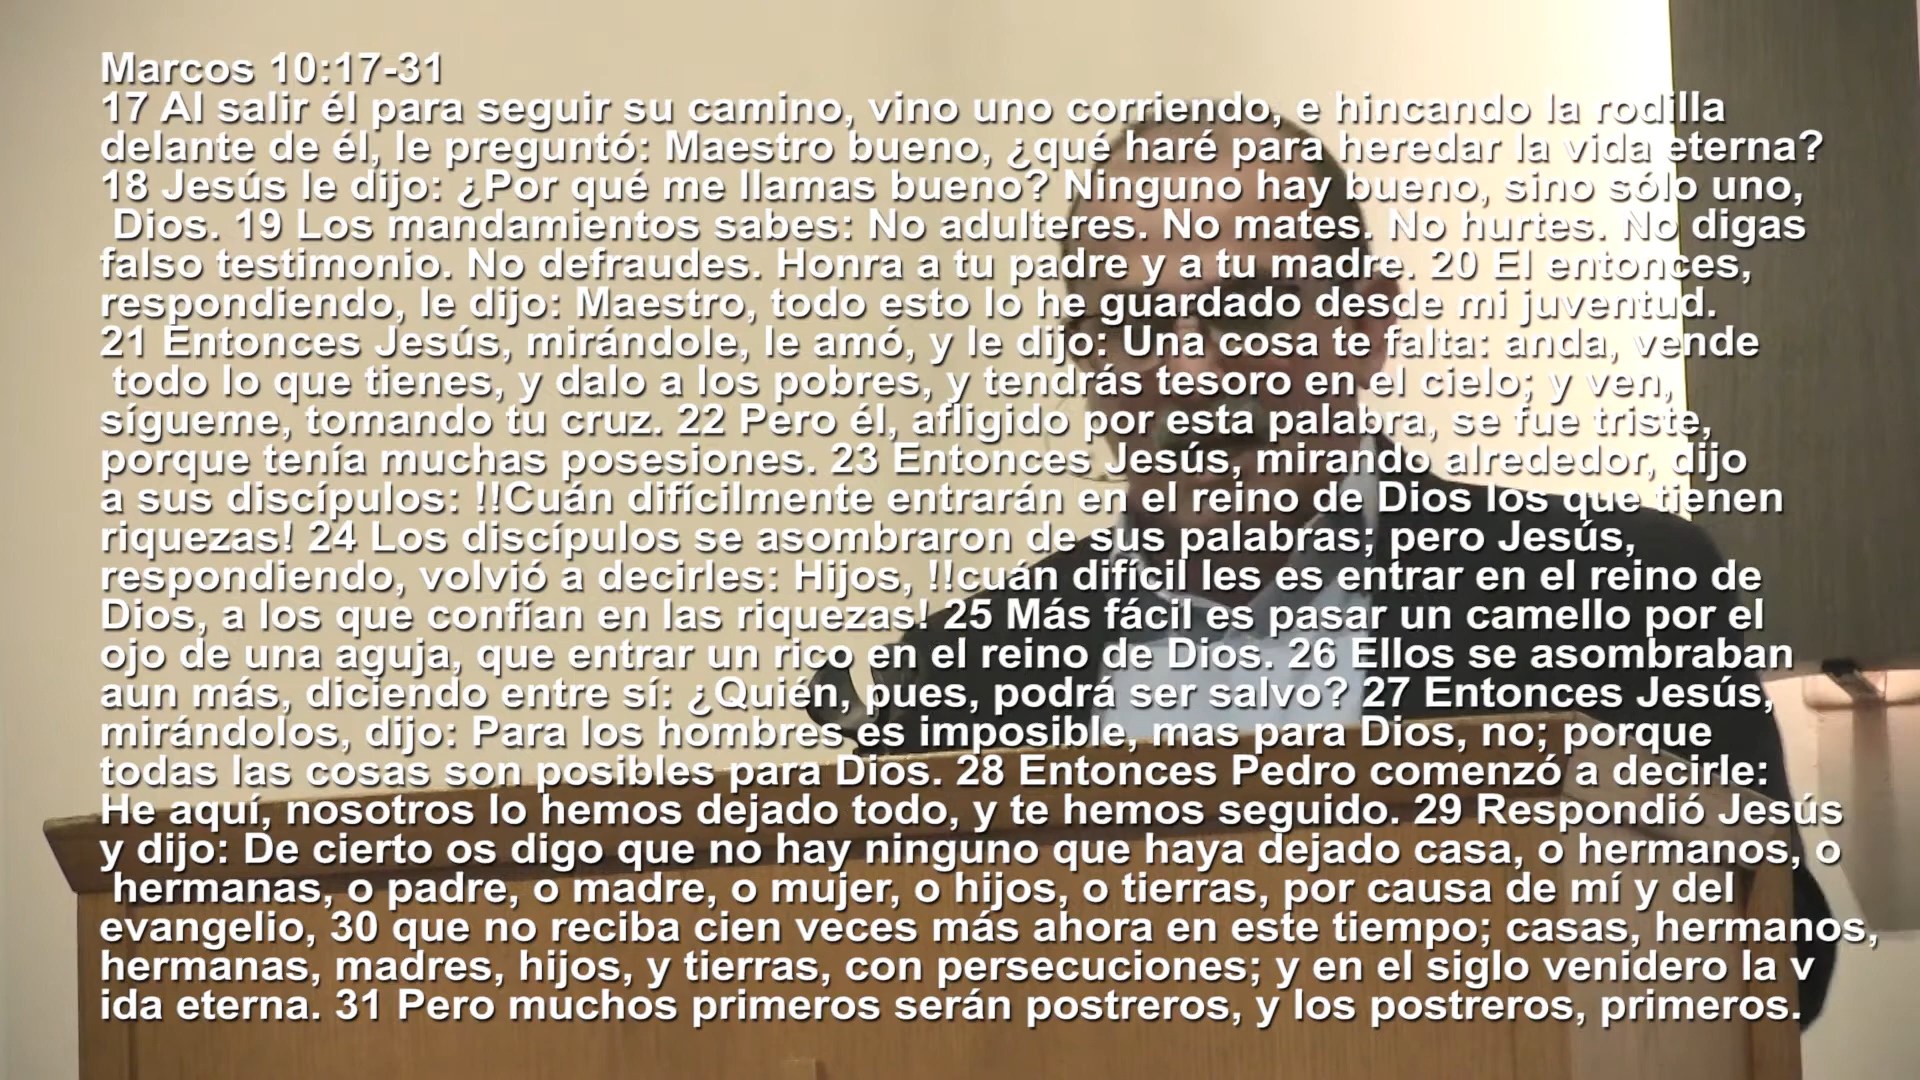 Marcos 10:17-31
17 Al salir él para seguir su camino, vino uno corriendo, e hincando la rodilla
delante de él, le preguntó: Maestro bueno, ¿qué haré para heredar la vida eterna?
18 Jesús le dijo: ¿Por qué me llamas bueno? Ninguno hay bueno, sino sólo uno,
Dios. 19 Los mandamientos sabes: No adulteres. No mates. No hurtes. No digas
falso testimonio. No defraudes. Honra a tu padre y a tu madre. 20 El entonces,
respondiendo, le dijo: Maestro, todo esto lo he guardado desde mi juventud.
21 Entonces Jesús, mirándole, le amó, y le dijo: Una cosa te falta: anda, vende
todo lo que tienes, y dalo a los pobres, y tendrás tesoro en el cielo; y ven,
sígueme, tomando tu cruz. 22 Pero él, afligido por esta palabra, se fue triste,
porque tenía muchas posesiones. 23 Entonces Jesús, mirando alrededor, dijo
a sus discípulos: !!Cuán difícilmente entrarán en el reino de Dios los que tienen
riquezas! 24 Los discípulos se asombraron de sus palabras; pero Jesús,
respondiendo, volvió a decirles: Hijos, !!cuán difícil les es entrar en el reino de
Dios, a los que confían en las riquezas! 25 Más fácil es pasar un camello por el
ojo de una aguja, que entrar un rico en el reino de Dios. 26 Ellos se asombraban
aun más, diciendo entre sí: ¿Quién, pues, podrá ser salvo? 27 Entonces Jesús,
mirándolos, dijo: Para los hombres es imposible, mas para Dios, no; porque
todas las cosas son posibles para Dios. 28 Entonces Pedro comenzó a decirle:
He aquí, nosotros lo hemos dejado todo, y te hemos seguido. 29 Respondió Jesús
y dijo: De cierto os digo que no hay ninguno que haya dejado casa, o hermanos, o
hermanas, o padre, o madre, o mujer, o hijos, o tierras, por causa de mí y del
evangelio, 30 que no reciba cien veces más ahora en este tiempo; casas, hermanos,
hermanas, madres, hijos, y tierras, con persecuciones; y en el siglo venidero la v
ida eterna. 31 Pero muchos primeros serán postreros, y los postreros, primeros.